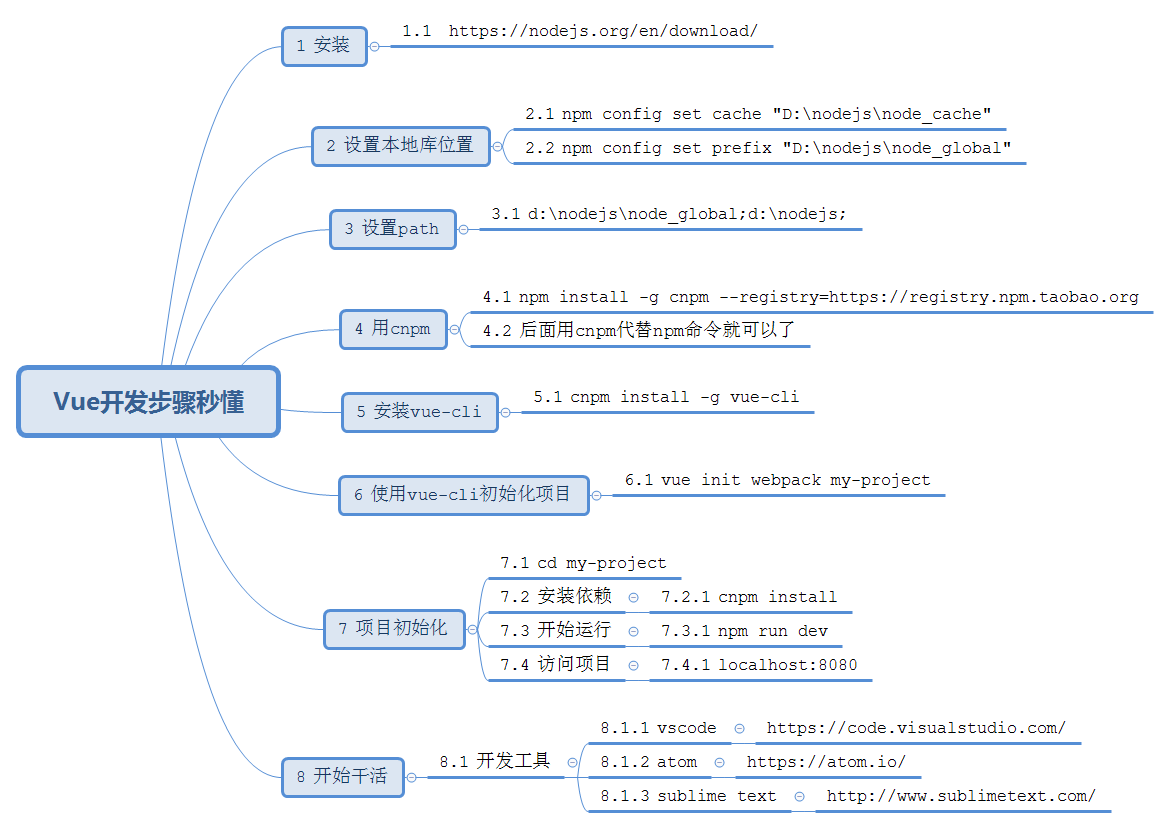 1 安装
1.1 https://nodejs.org/en/download/
2 设置本地库位置
2.1 npm config set cache "D:\nodejs\node_cache"
2.2 npm config set prefix "D:\nodejs\node_global"
3 设置path
3.1 d:\nodejs\node_global;d:\nodejs;
4 用cnpm
4.1 npm install -g cnpm --registry=https://registry.npm.taobao.org
4.2 后面用cnpm代替npm命令就可以了
Vue开发步骤秒懂
5 安装vue-cli
5.1 cnpm install -g vue-cli
6 使用vue-cli初始化项目
6.1 vue init webpack my-project
7 项目初始化
7.1 cd my-project
7.2 安装依赖
7.2.1 cnpm install
7.3 开始运行
7.3.1 npm run dev
7.4 访问项目
7.4.1 localhost:8080
8 开始干活
8.1 开发工具
8.1.1 vscode
https://code.visualstudio.com/
8.1.2 atom
https://atom.io/
8.1.3 sublime text
http://www.sublimetext.com/